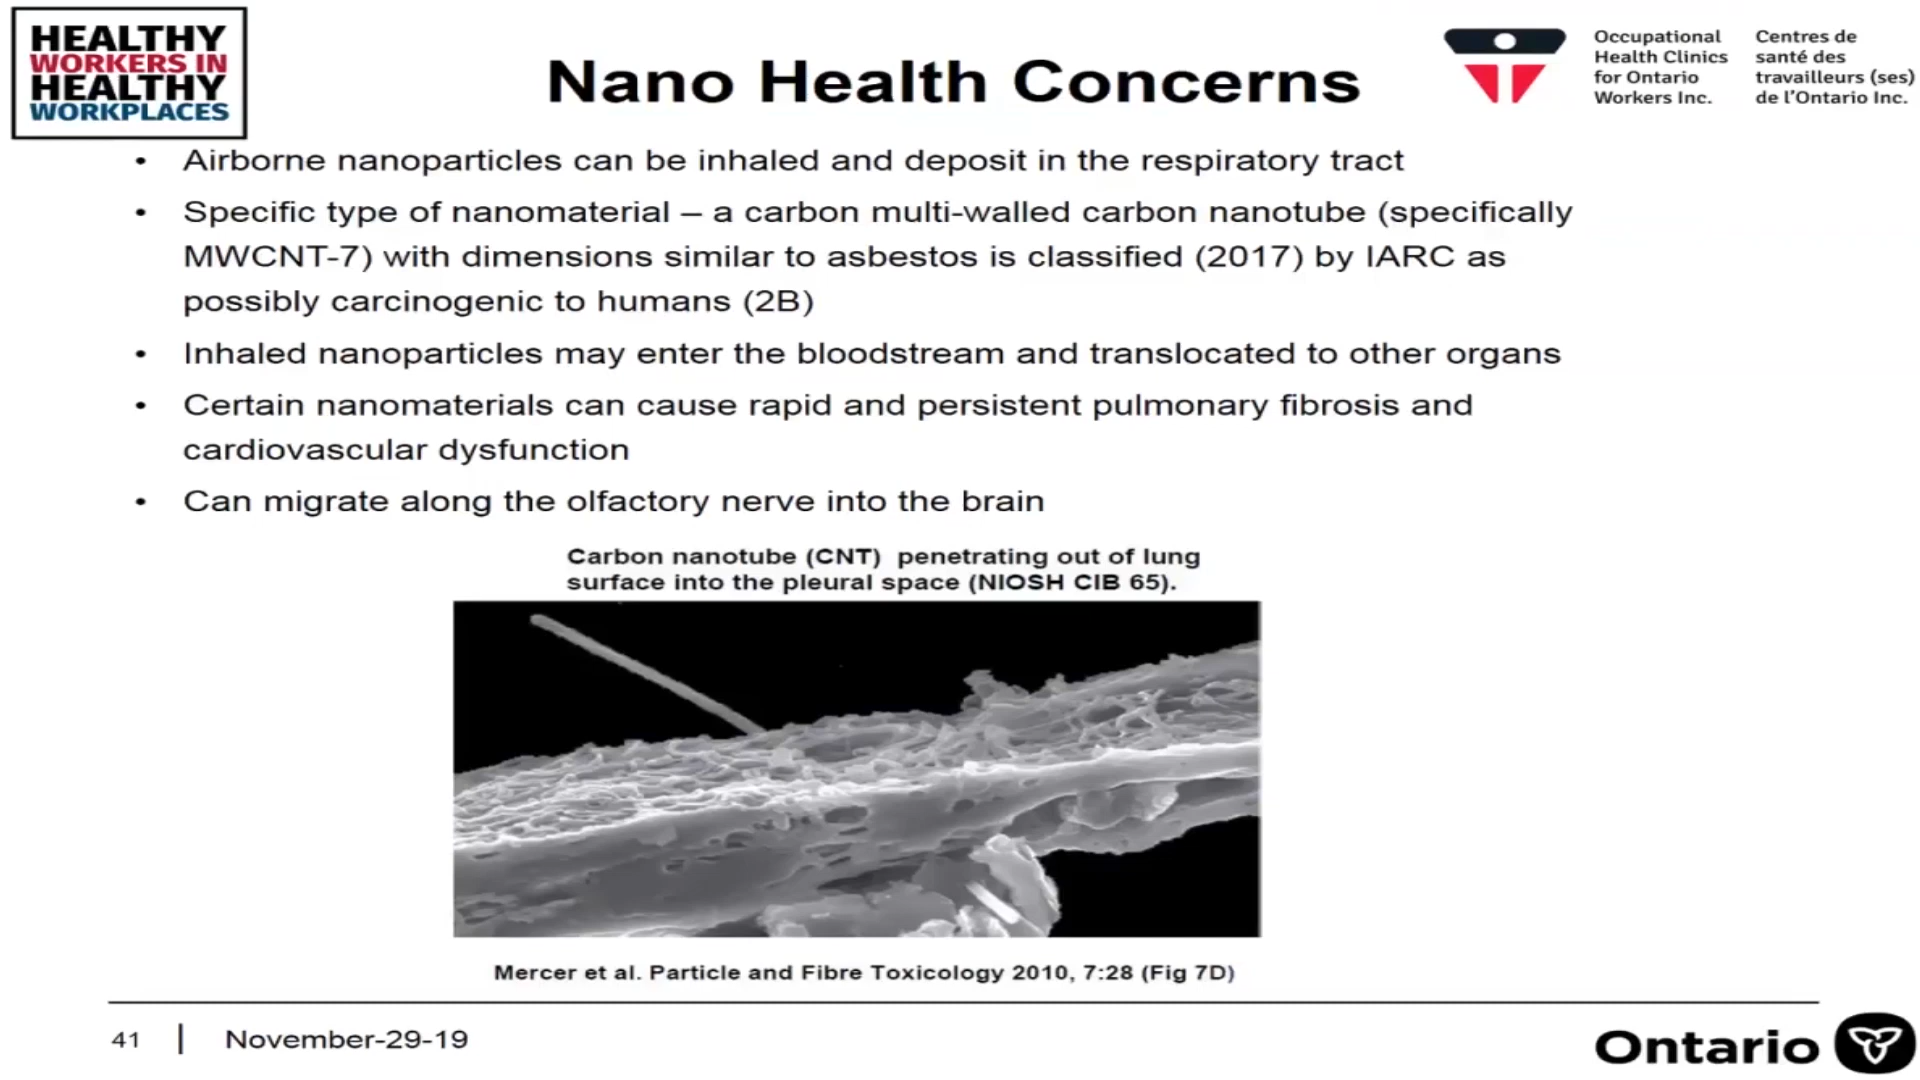 HEALTHY
WORKERS IN
HEALTHY
WORKPLACES
Nano Health Concerns
Occupational
Health Clinics
for Ontario
Workers Inc.
Centres de
santé des
travailleurs (ses)
de l'Ontario Inc.
• Airborne nanoparticles can be inhaled and deposit in the respiratory tract
• Specific type of nanomaterial – a carbon multi-walled carbon nanotube (specifically
MWCNT-7) with dimensions similar to asbestos is classified (2017) by IARC as
possibly carcinogenic to humans (2B)
• Inhaled nanoparticles may enter the bloodstream and translocated to other organs
• Certain nanomaterials can cause rapid and persistent pulmonary fibrosis and
cardiovascular dysfunction
• Can migrate along the olfactory nerve into the brain
Carbon nanotube (CNT) penetrating out of lung
surface into the pleural space (NIOSH CIB 65).
Mercer et al. Particle and Fibre Toxicology 2010, 7:28 (Fig 7D)
41 | November-29-19
Ontario